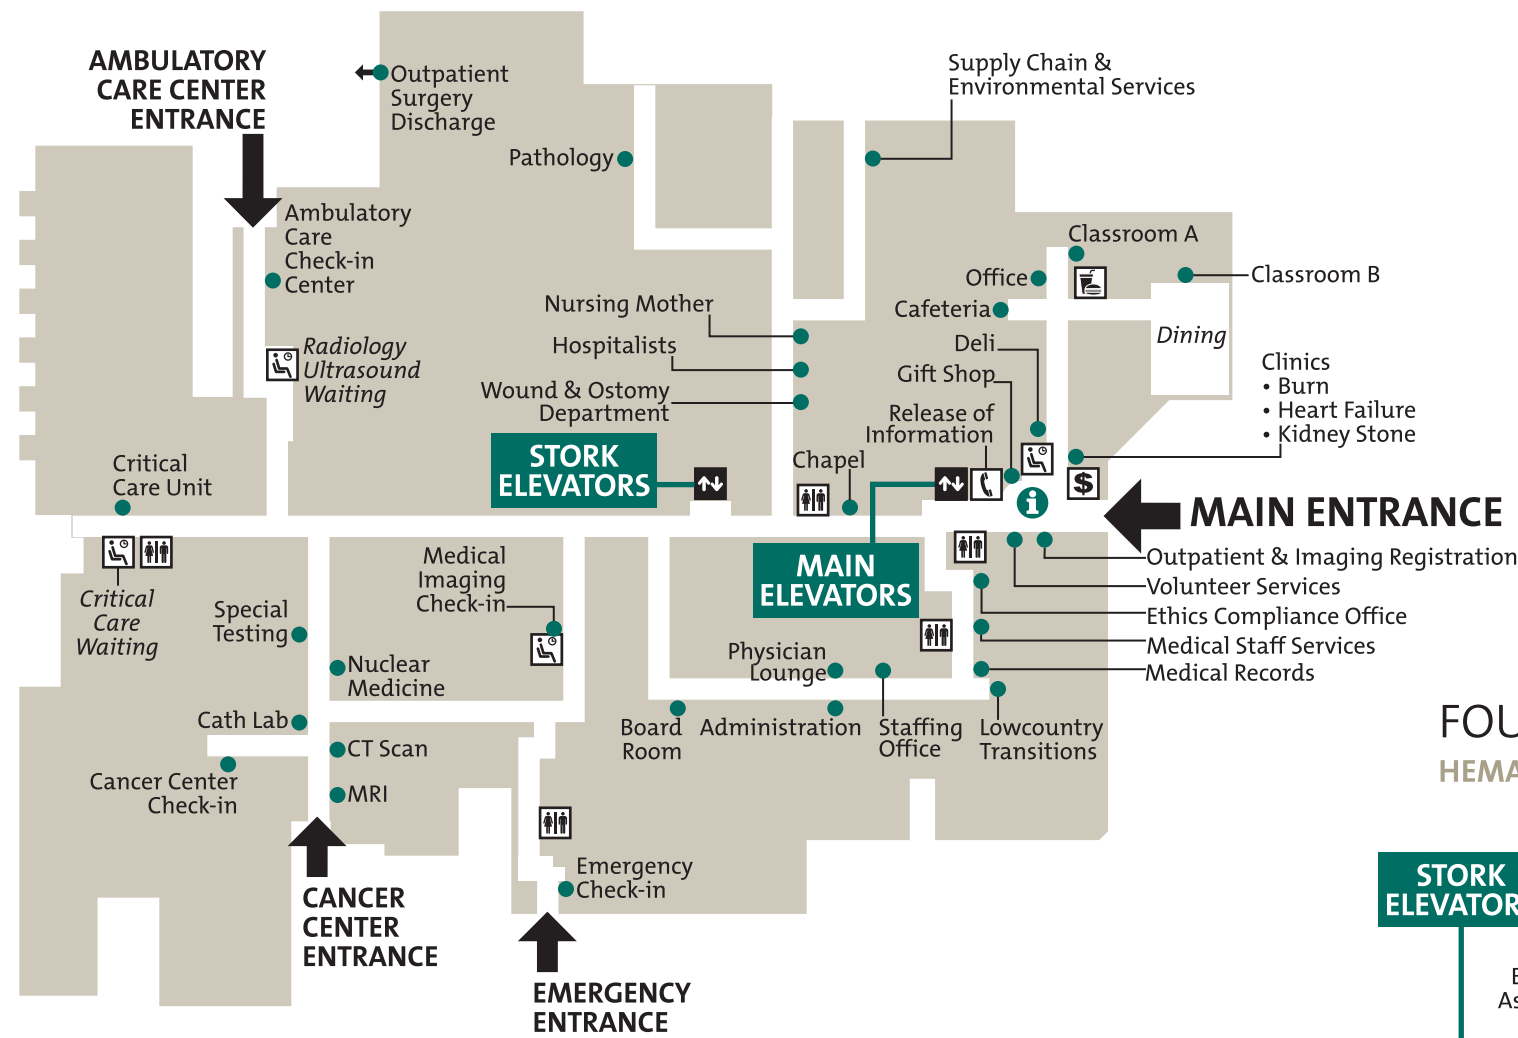 AMBULATORY
CARE CENTER
ENTRANCE
Outpatient
Surgery
Discharge
Supply Chain &
Environmental Services
Pathology
Ambulatory
Care
Check-in
Center
Classroom A
Office
Classroom B
Cafeteria
Nursing Mother
Hospitalists
Deli
Dining
Gift Shop
Radiology
Ultrasound
Waiting
Wound & Ostomy
Department
Release of
Information
Clinics
• Burn
• Heart Failure
• Kidney Stone
STORK
ELEVATORS
Chapel
Critical
Care Unit
$
i
MAIN ENTRANCE
Medical
Imaging
Check-in
MAIN
ELEVATORS
Outpatient & Imaging Registration
Volunteer Services
Ethics Compliance Office
Medical Staff Services
Medical Records
Critical
Care
Waiting
Special
Testing
Nuclear
Medicine
Physician
Lounge
Cath Lab
CT Scan
MRI
Cancer Center
Check-in
Board
Room
Administration
Staffing
Office
Lowcountry
Transitions
FOU
HEMA
Emergency
Check-in
CANCER
CENTER
ENTRANCE
EMERGENCY
ENTRANCE
STORK
ELEVATOR
E
As